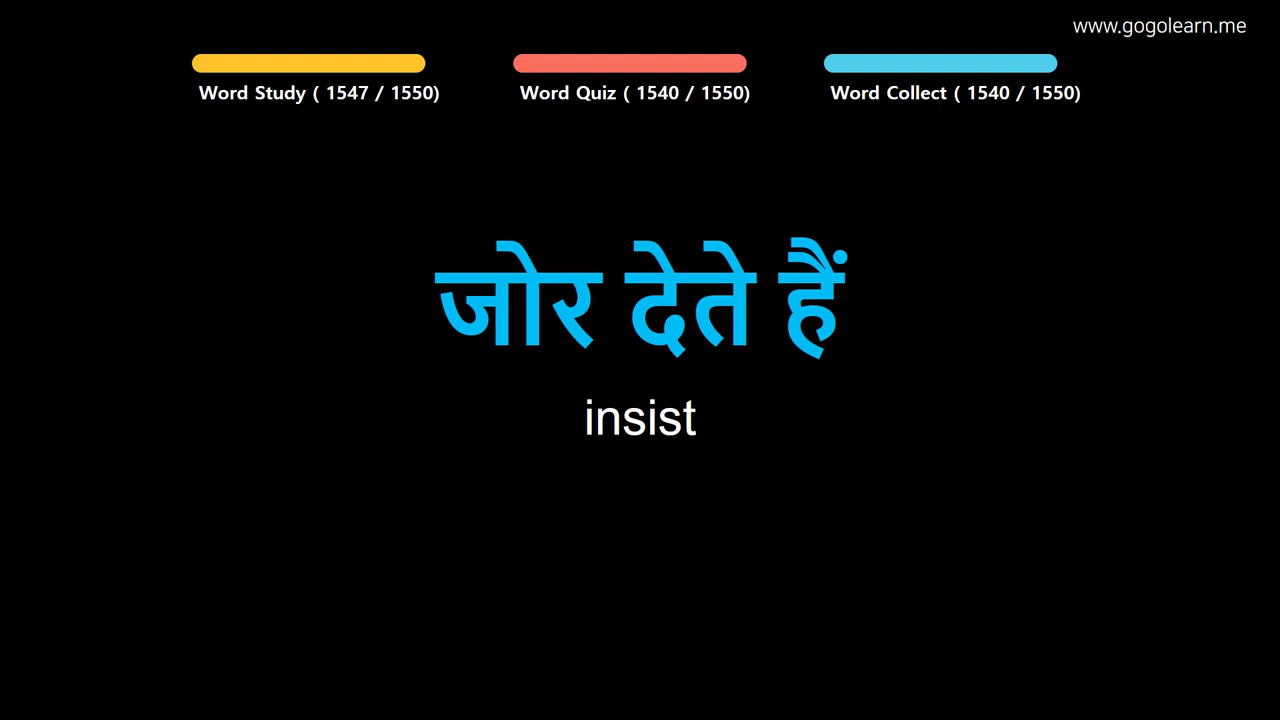 www.gogolearn.me
Word Study ( 1547 / 1550)
Word Quiz ( 1540 / 1550)
Word Collect ( 1540 / 1550)
जोर देते हैं
insist